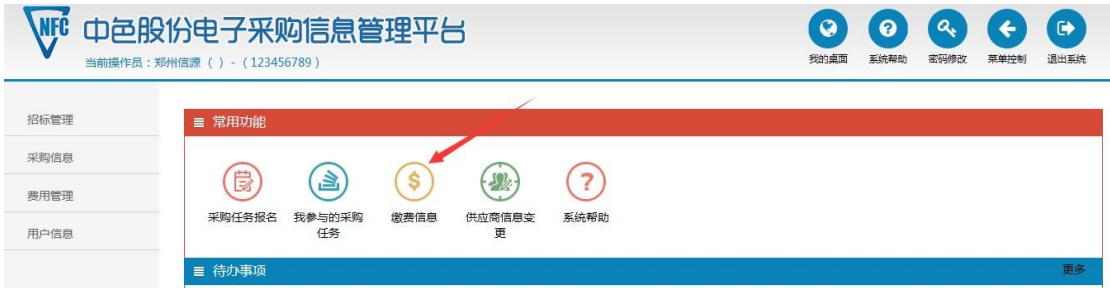 NFC 中色股份电子采购信息管理平台
当前操作员：郑州信源（ ）-（123456789）
我的桌面 系统帮助 密码修改 菜单控制 退出系统
招标管理
采购信息
费用管理
用户信息
常用功能
采购任务报名 我参与的采购任务 缴费信息 供应商信息变更 系统帮助
待办事项 更多